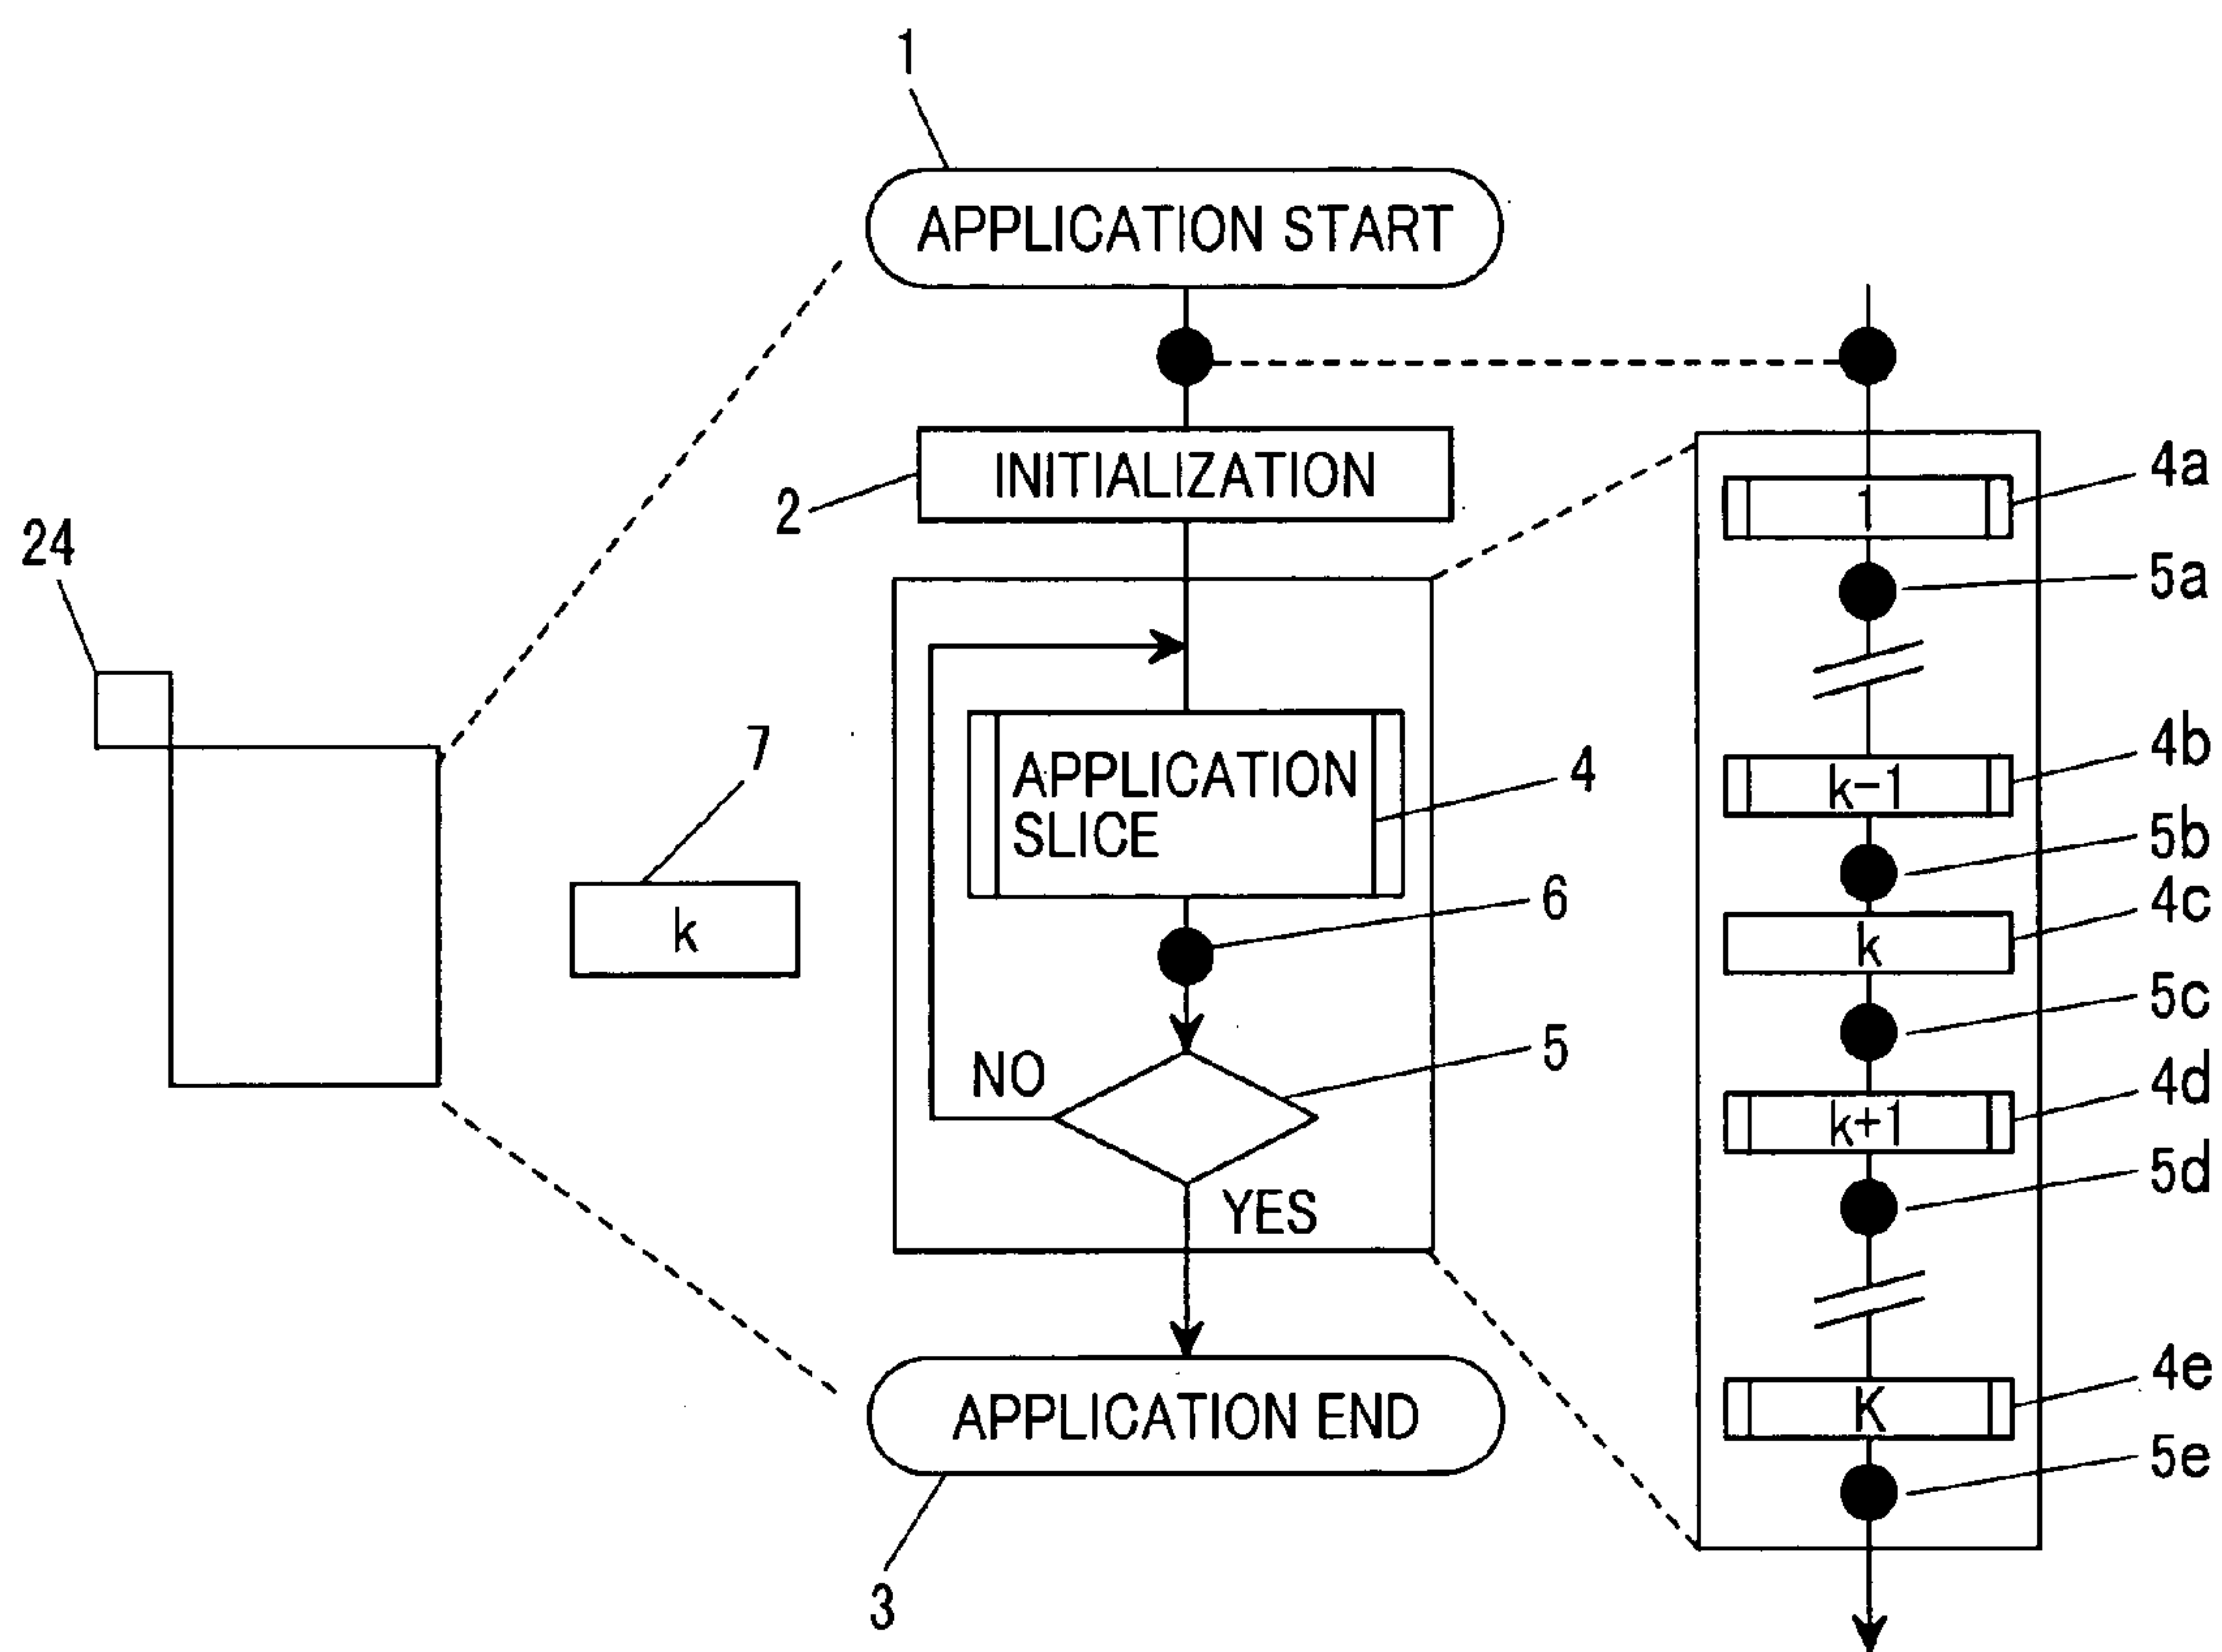 1
APPLICATION START
INITIALIZATION
2
4a
1
5a
24
7
APPLICATION
SLICE
4
4b
k-1
5b
6
k
4c
k
5c
5
NO
4d
k+1
5d
YES
4e
K
APPLICATION END
5e
3